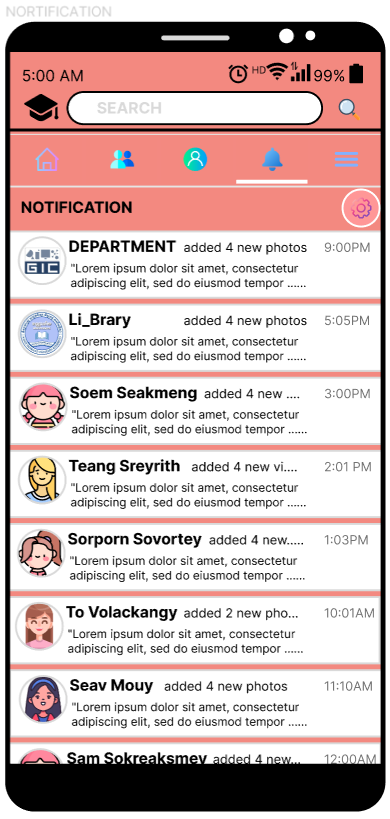 NORTIFICATION
5:00 AM HD 99%
SEARCH
NOTIFICATION
DEPARTMENT added 4 new photos 9:00PM
GIC
"Lorem ipsum dolor sit amet, consectetur
adipiscing elit, sed do eiusmod tempor ......
Li_Brary added 4 new photos 5:05PM
"Lorem ipsum dolor sit amet, consectetur
adipiscing elit, sed do eiusmod tempor ......
Soem Seakmeng added 4 new .... 3:00PM
"Lorem ipsum dolor sit amet, consectetur
adipiscing elit, sed do eiusmod tempor ......
Teang Sreyrith added 4 new vi.... 2:01 PM
"Lorem ipsum dolor sit amet, consectetur
adipiscing elit, sed do eiusmod tempor ......
Sorporn Sovortey added 4 new..... 1:03PM
"Lorem ipsum dolor sit amet, consectetur
adipiscing elit, sed do eiusmod tempor ......
To Volackangy added 2 new pho... 10:01AM
"Lorem ipsum dolor sit amet, consectetur
adipiscing elit, sed do eiusmod tempor ......
Seav Mouy added 4 new photos 11:10AM
"Lorem ipsum dolor sit amet, consectetur
adipiscing elit, sed do eiusmod tempor ......
Sam Sokreaksmey added 4 new... 12:00AM